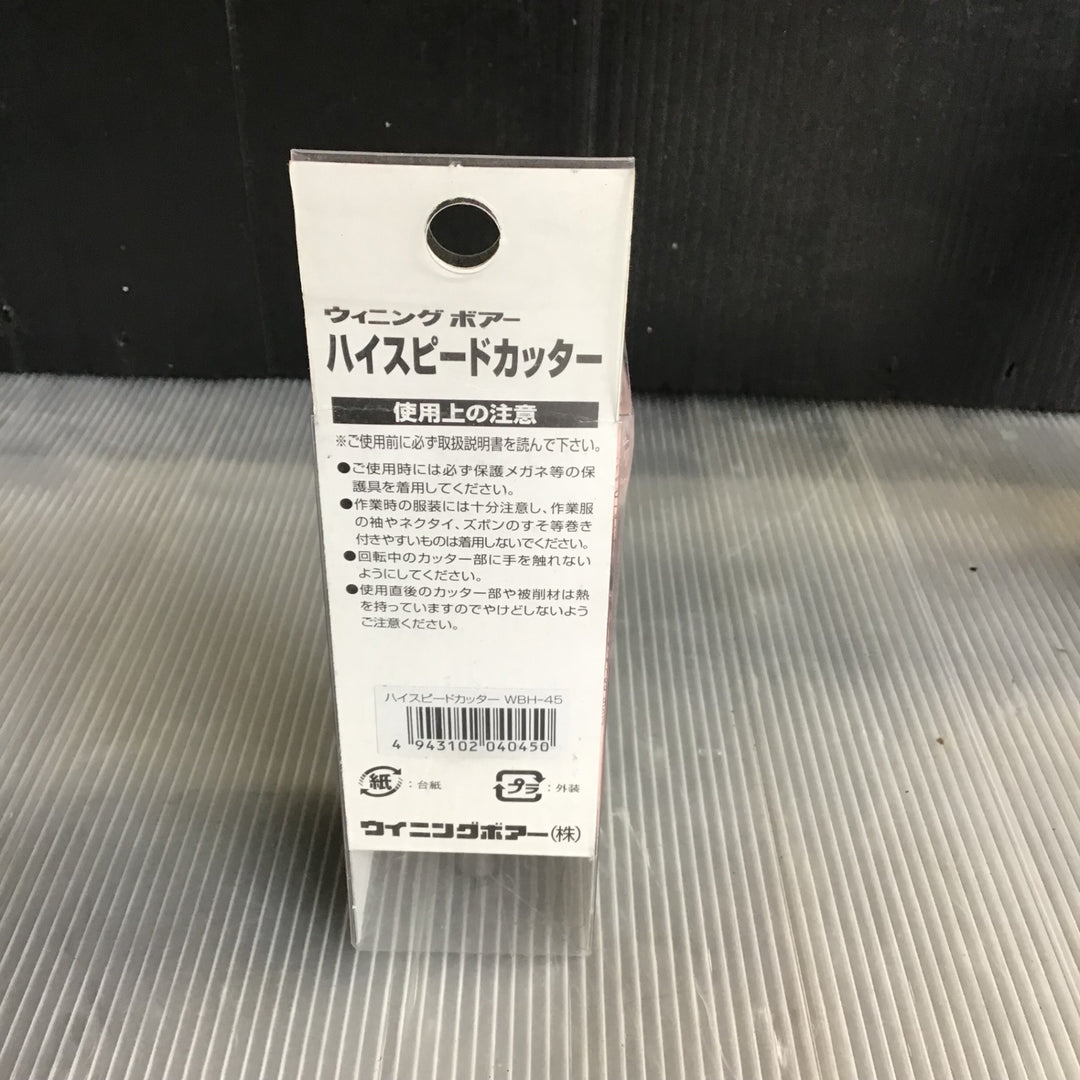 ウィニング ボアー
ハイスピードカッター
使用上の注意
※ご使用前に必ず取扱説明書を読んで下さい。
●ご使用時には必ず保護メガネ等の保
護具を着用してください。
●作業時の服装には十分注意し、作業服
の袖やネクタイ、ズボンのすそ等巻き
付きやすいものは着用しないでください。
●回転中のカッター部に手を触れない
ようにしてください。
●使用直後のカッター部や被削材は熱
を持っていますのでやけどしないよう
ご注意ください。
ハイスピードカッター WBH-45
4 943102 040450
紙 : 台紙
プラ : 外装
ウイニングボアー(株)